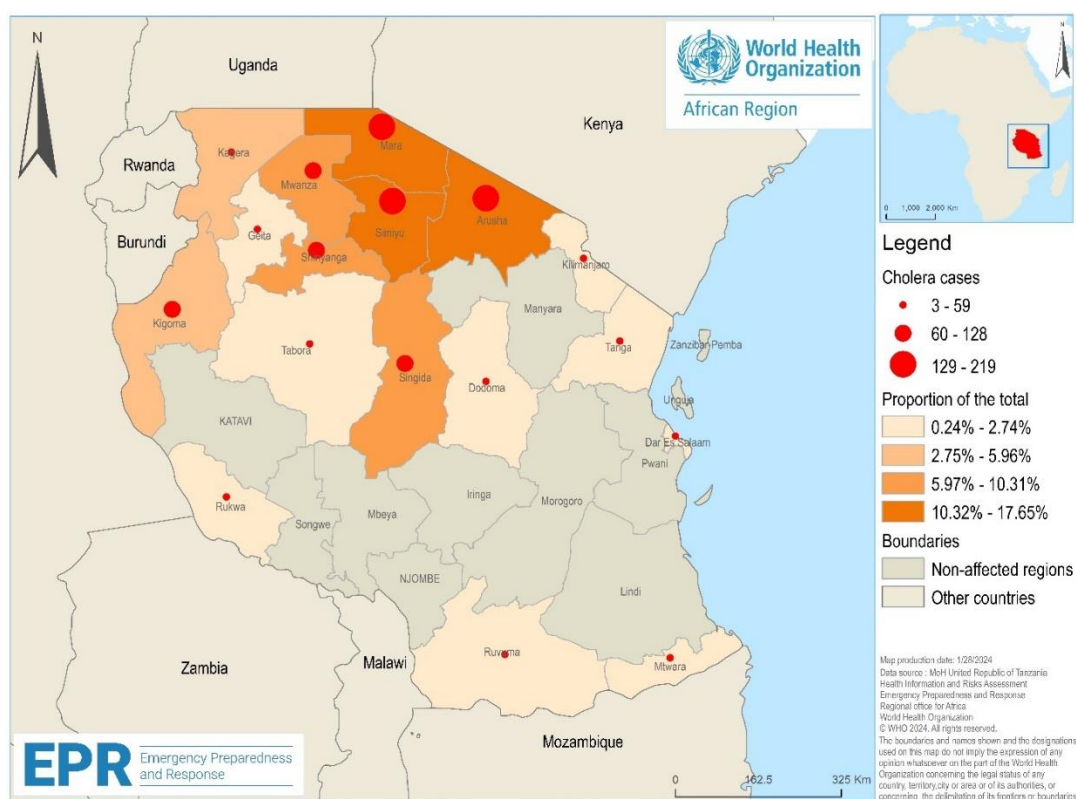 N
Uganda
World Health
Organization
African Region
Kenya
Rwanda
Burundi
Kagera
Mara
Mwanza
Simiyu
Arusha
Geita
Shinyanga
Kilimanjaro
Kigoma
Manyara
Tabora
Singida
Dodoma
Tanga
Zanzibar-Pemba
Unguja
KATAVI
Dar Es Salaam
Pwani
Rukwa
Iringa
Morogoro
Songwe
Mbeya
NJOMBE
Lindi
Ruvuma
Mtwara
Zambia
Malawi
Mozambique
EPR
Emergency Preparedness
and Response
0 162.5 325 Km
N
0 1,000 2,000 Km
Legend
Cholera cases
3 - 59
60 - 128
129 - 219
Proportion of the total
0.24% - 2.74%
2.75% - 5.96%
5.97% - 10.31%
10.32% - 17.65%
Boundaries
Non-affected regions
Other countries
Map production date: 1/28/2024
Data source : MoH United Republic of Tanzania
Health Information and Risks Assessment
Emergency Preparedness and Response
Regional office for Africa
World Health Organization
© WHO 2024. All rights reserved.
The boundaries and names shown and the designations
used on this map do not imply the expression of any
opinion whatsoever on the part of the World Health
Organization concerning the legal status of any
country, territory,city or area or of its authorities, or
concerning the delimitation of its frontiers or boundaries